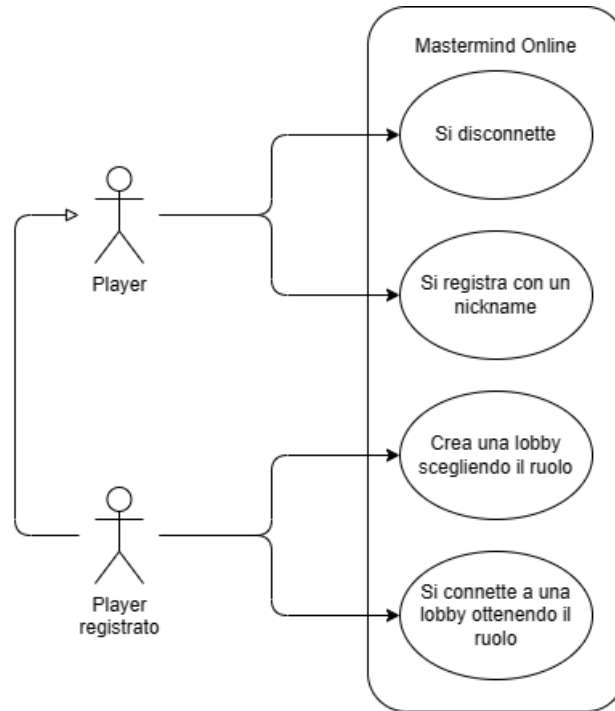 Mastermind Online
Si disconnette
Player
Si registra con un
nickname
Crea una lobby
scegliendo il ruolo
Player
registrato
Si connette a una
lobby ottenendo il
ruolo